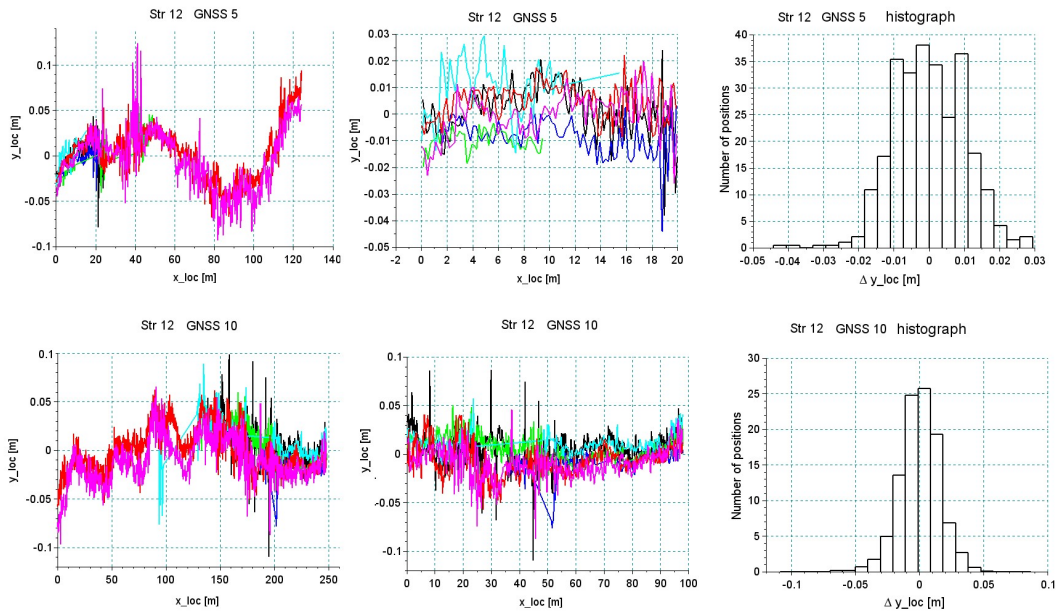 Str 12 GNSS 5
0.1
0.05
0
-0.05
-0.1
y_loc [m]
0 20 40 60 80 100 120 140
x_loc [m]
Str 12 GNSS 5
0.03
0.02
0.01
0
-0.01
-0.02
-0.03
-0.04
-0.05
y_loc [m]
-2 0 2 4 6 8 10 12 14 16 18 20
x_loc [m]
Str 12 GNSS 5 histograph
40
35
30
25
20
15
10
5
0
Number of positions
-0.05 -0.04 -0.03 -0.02 -0.01 0 0.01 0.02 0.03
Δ y_loc [m]
Str 12 GNSS 10
0.1
0.05
0
-0.05
-0.1
y_loc [m]
0 50 100 150 200 250
x_loc [m]
Str 12 GNSS 10
0.1
0.05
0
-0.05
-0.1
y_loc [m]
0 10 20 30 40 50 60 70 80 90 100
x_loc [m]
Str 12 GNSS 10 histograph
30
25
20
15
10
5
0
Number of positions
-0.1 -0.05 0 0.05 0.1
Δ y_loc [m]